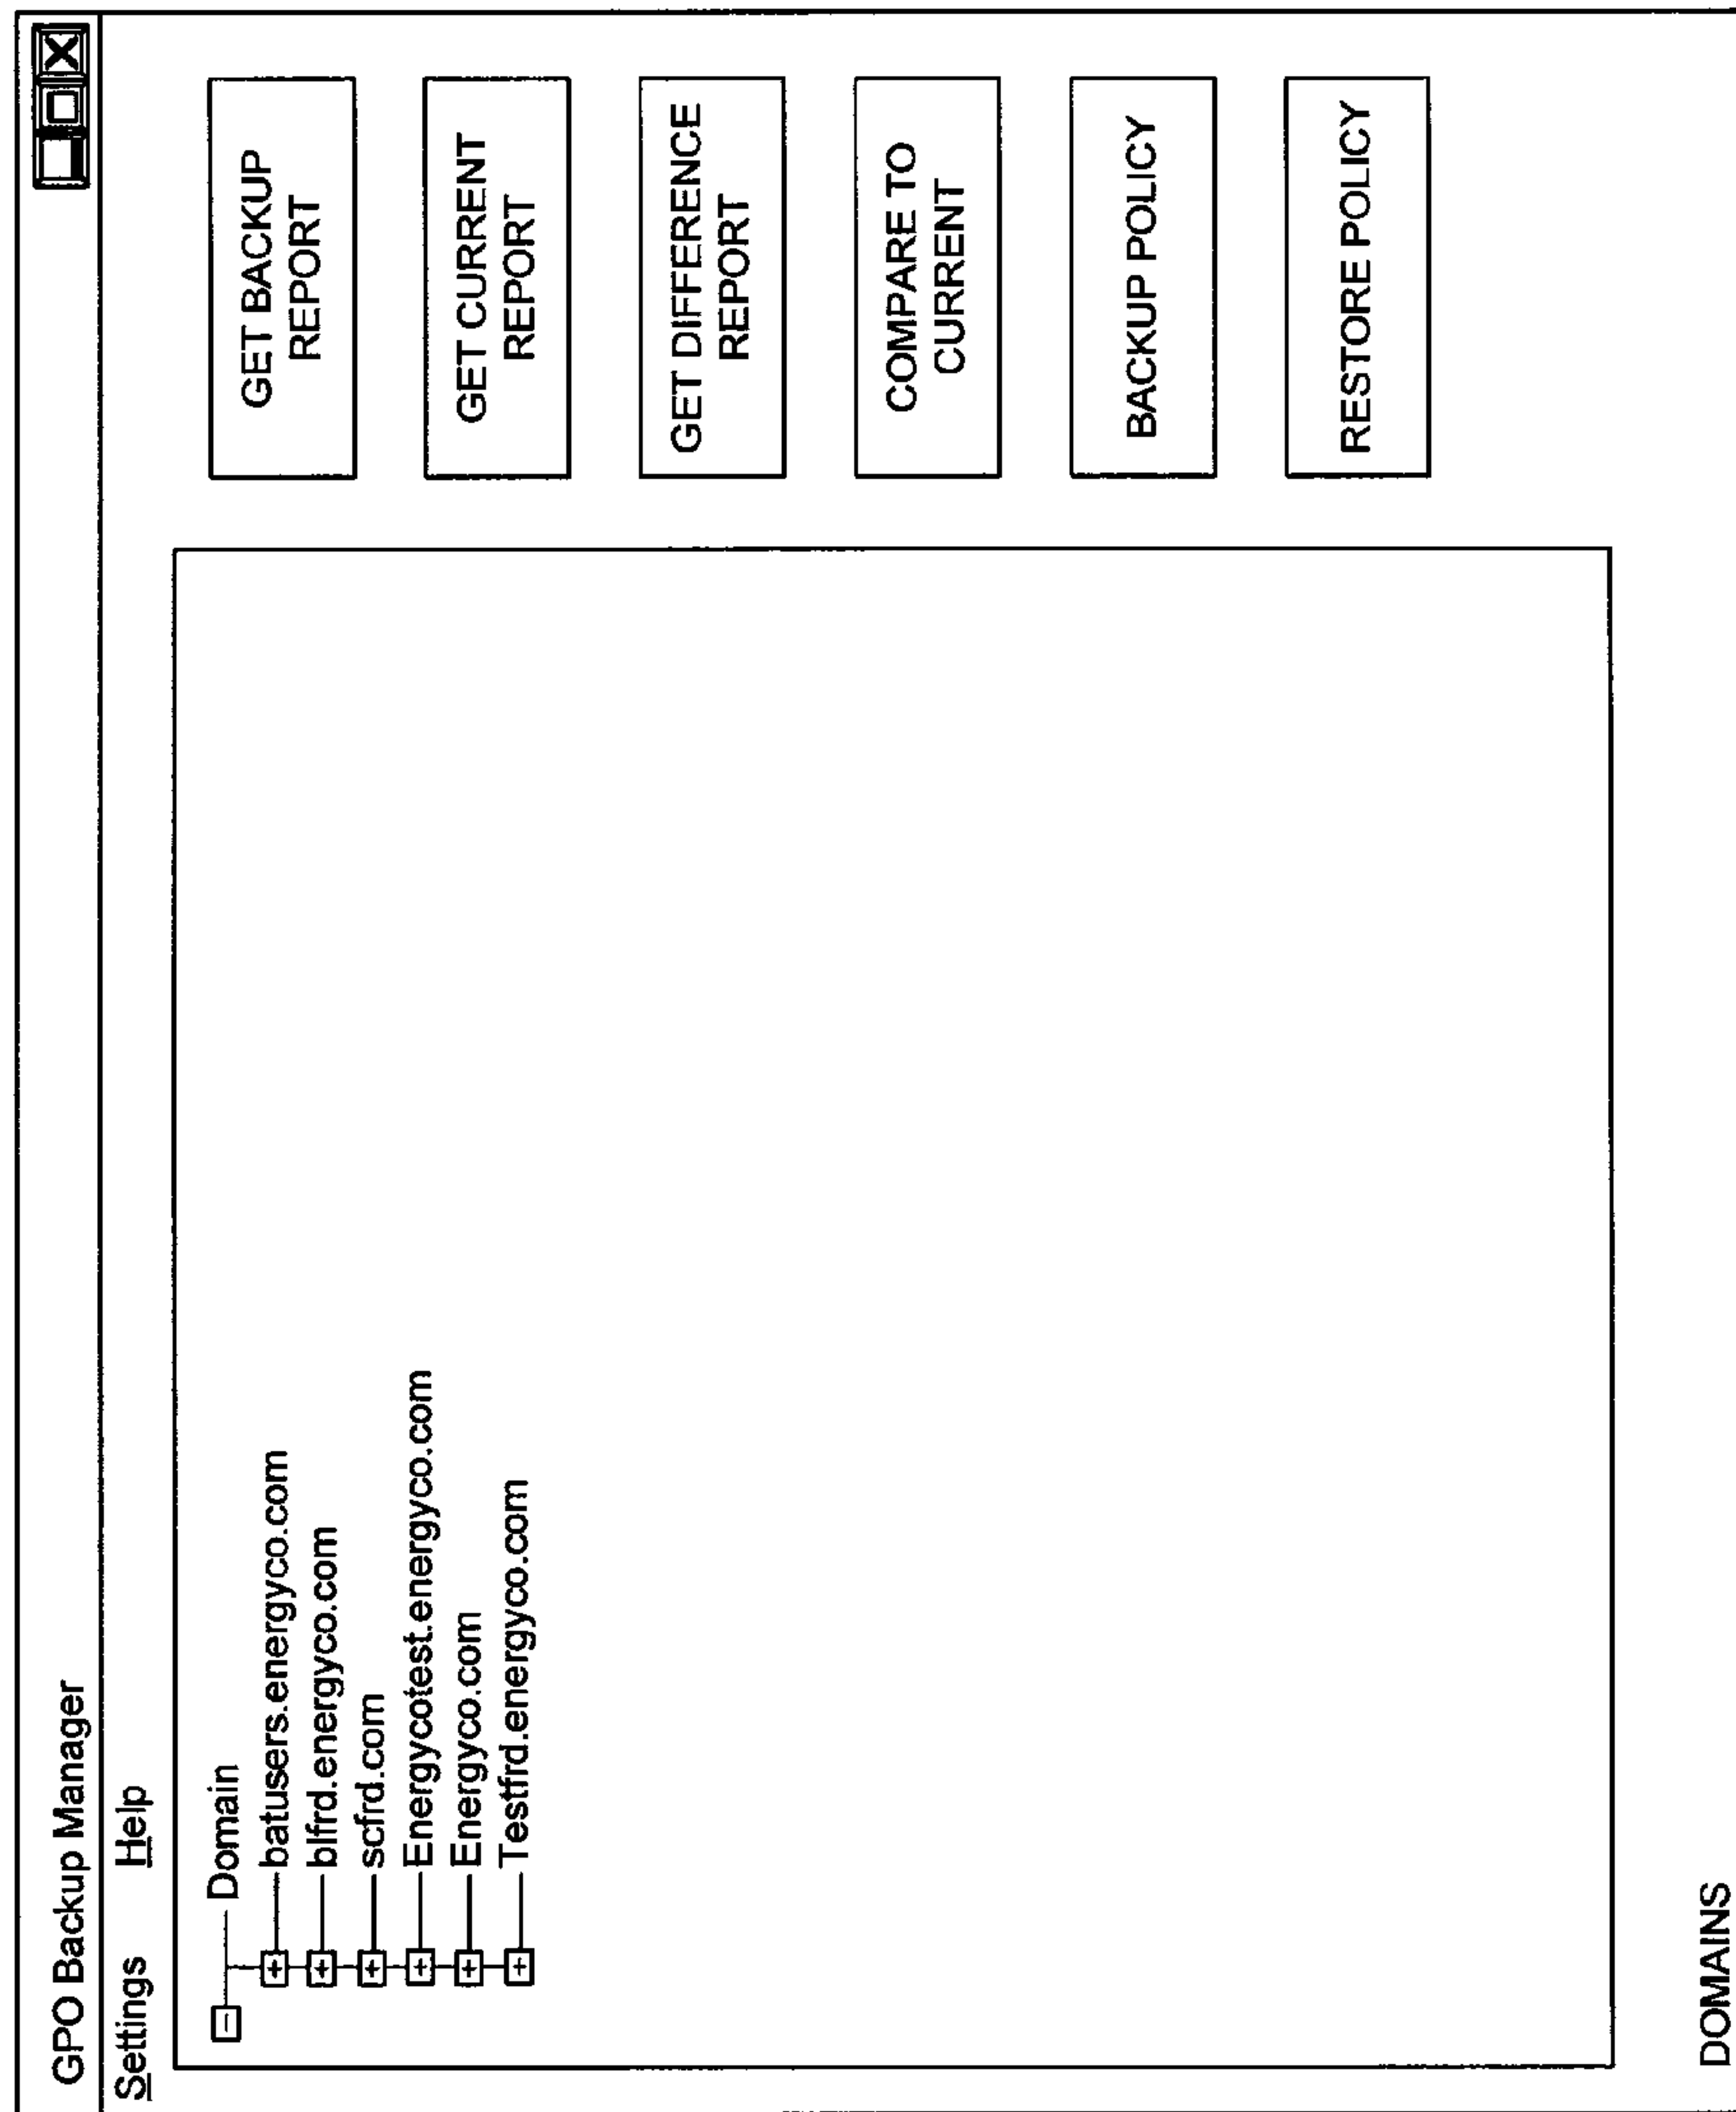 GPO Backup Manager
Settings Help
Domain
batusers.energyco.com
blfrd.energyco.com
scfrd.com
Energycotest.energyco.com
Energyco.com
Testfrd.energyco.com
GET BACKUP
REPORT
GET CURRENT
REPORT
GET DIFFERENCE
REPORT
COMPARE TO
CURRENT
BACKUP POLICY
RESTORE POLICY
DOMAINS